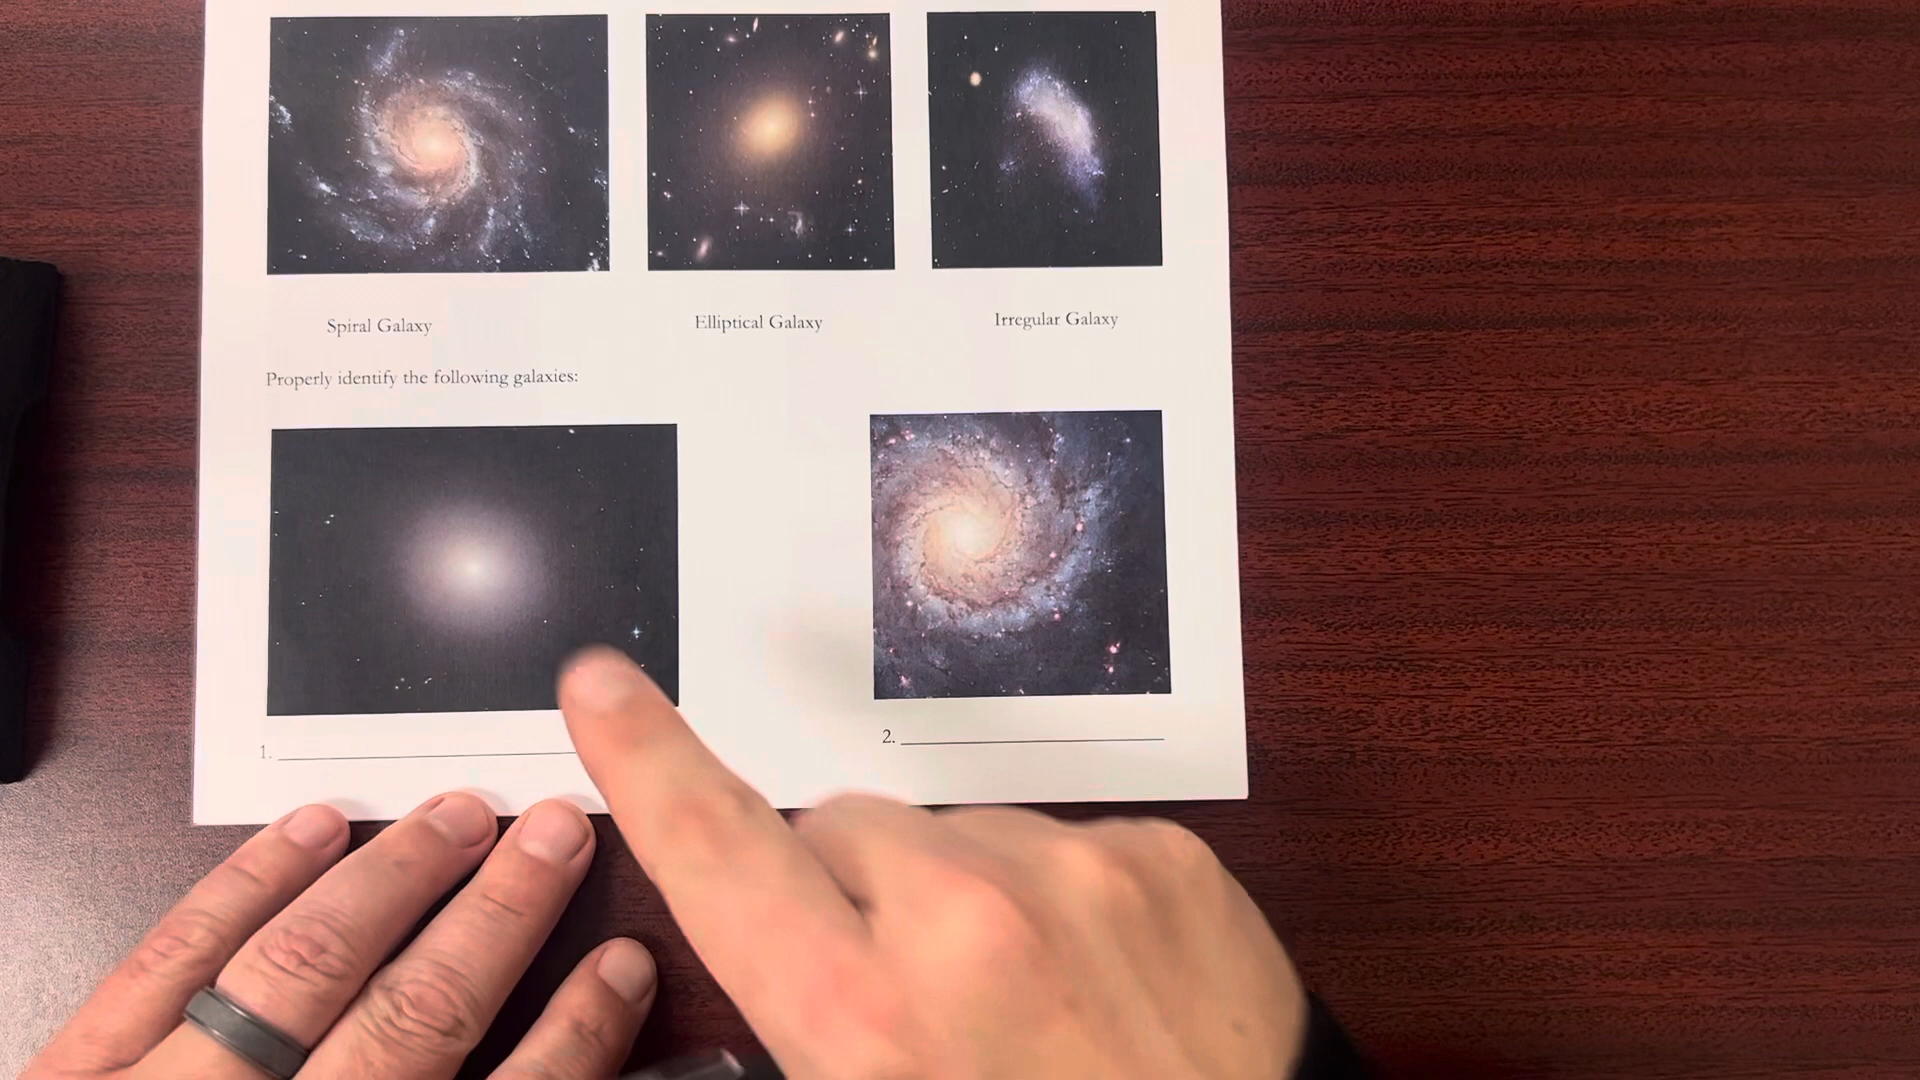 Spiral Galaxy
Elliptical Galaxy
Irregular Galaxy
Properly identify the following galaxies:
1.
2.